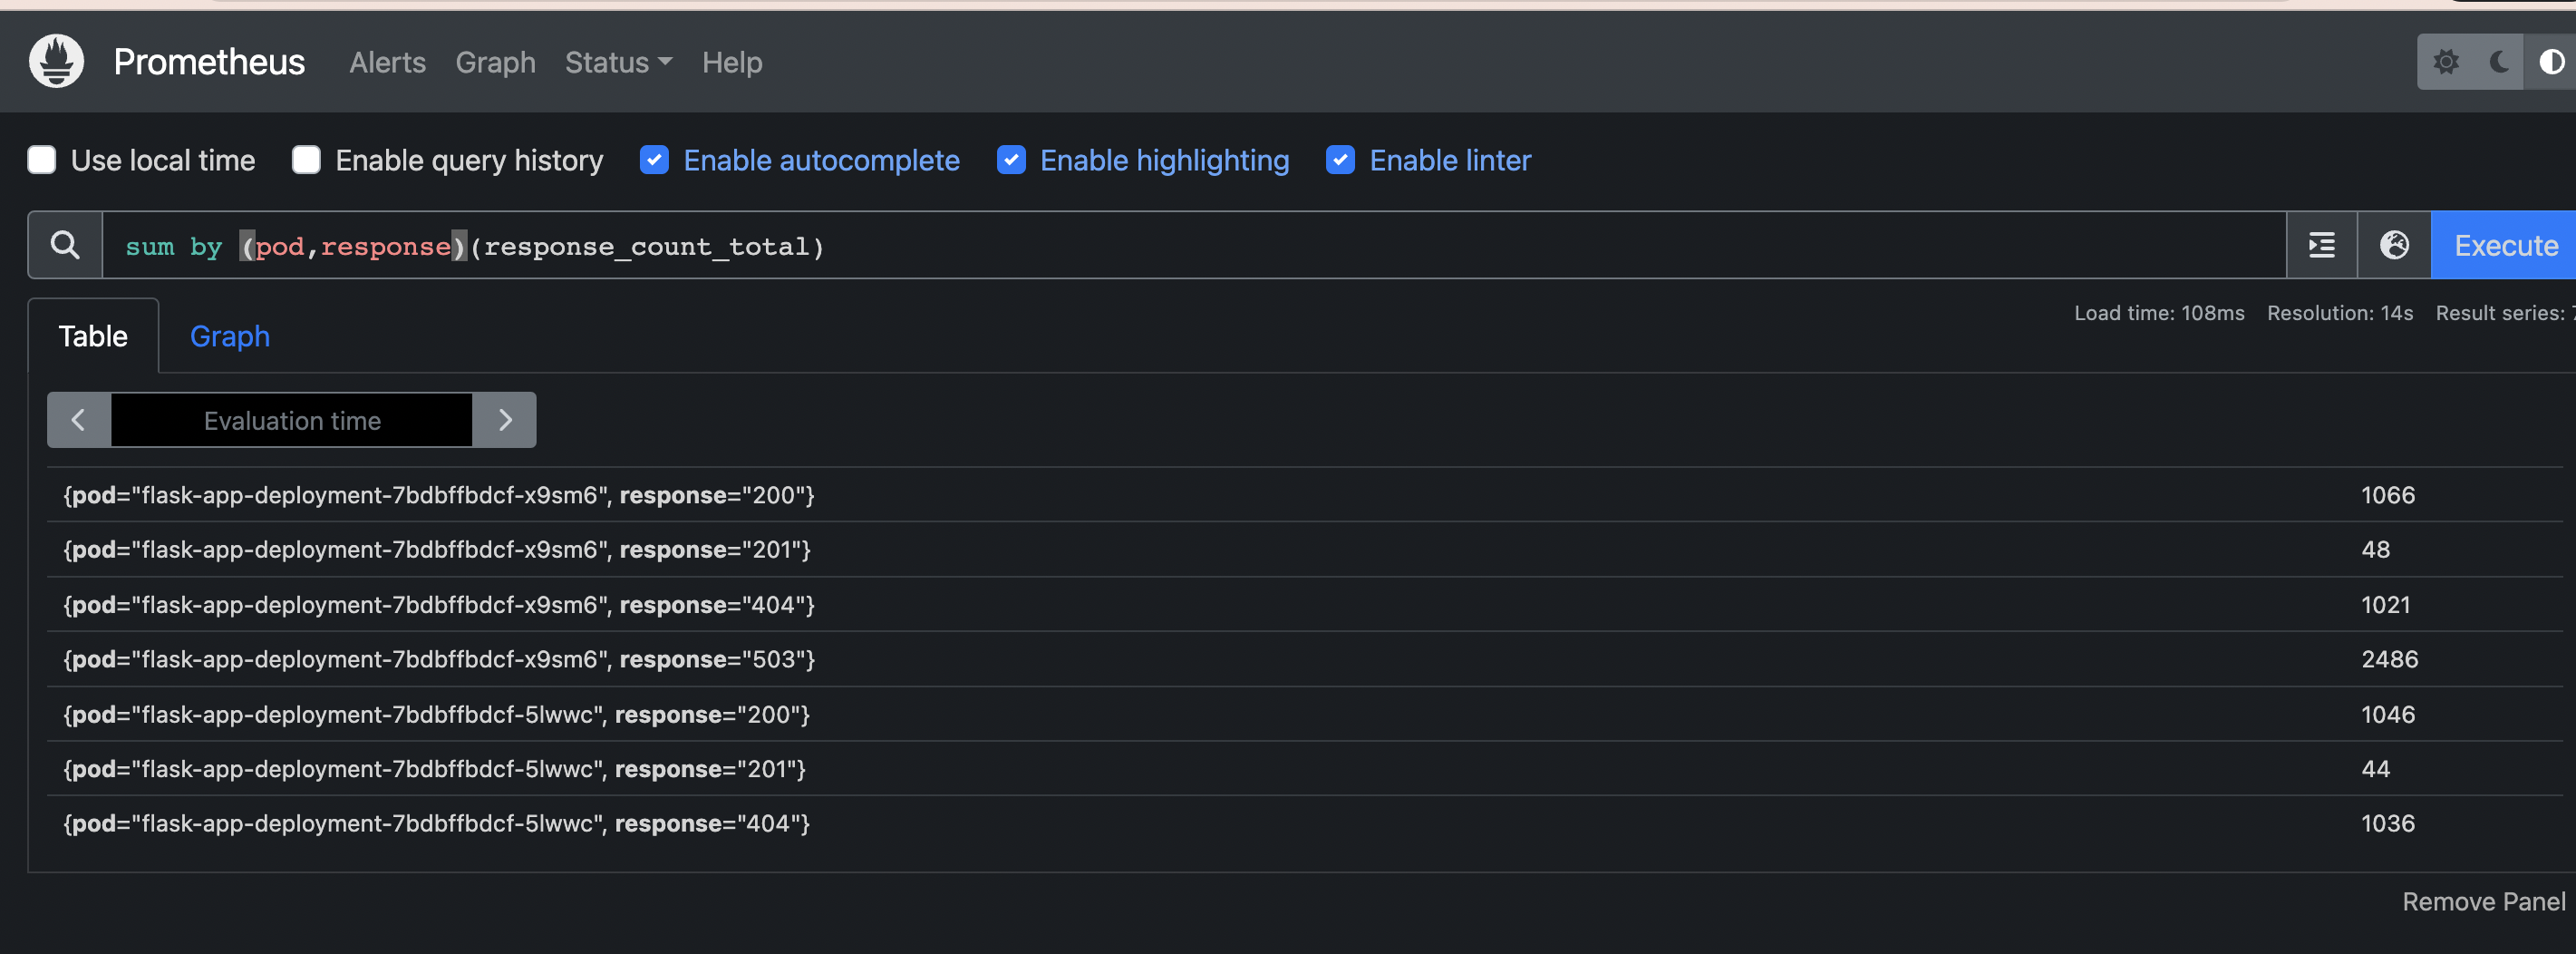 Prometheus Alerts Graph Status Help
Use local time Enable query history Enable autocomplete Enable highlighting Enable linter
sum by (pod,response)(response_count_total) Execute
Table Graph Load time: 108ms Resolution: 14s Result series:
Evaluation time
{pod="flask-app-deployment-7bdbffbdcf-x9sm6", response="200"} 1066
{pod="flask-app-deployment-7bdbffbdcf-x9sm6", response="201"} 48
{pod="flask-app-deployment-7bdbffbdcf-x9sm6", response="404"} 1021
{pod="flask-app-deployment-7bdbffbdcf-x9sm6", response="503"} 2486
{pod="flask-app-deployment-7bdbffbdcf-5lwwc", response="200"} 1046
{pod="flask-app-deployment-7bdbffbdcf-5lwwc", response="201"} 44
{pod="flask-app-deployment-7bdbffbdcf-5lwwc", response="404"} 1036
Remove Panel